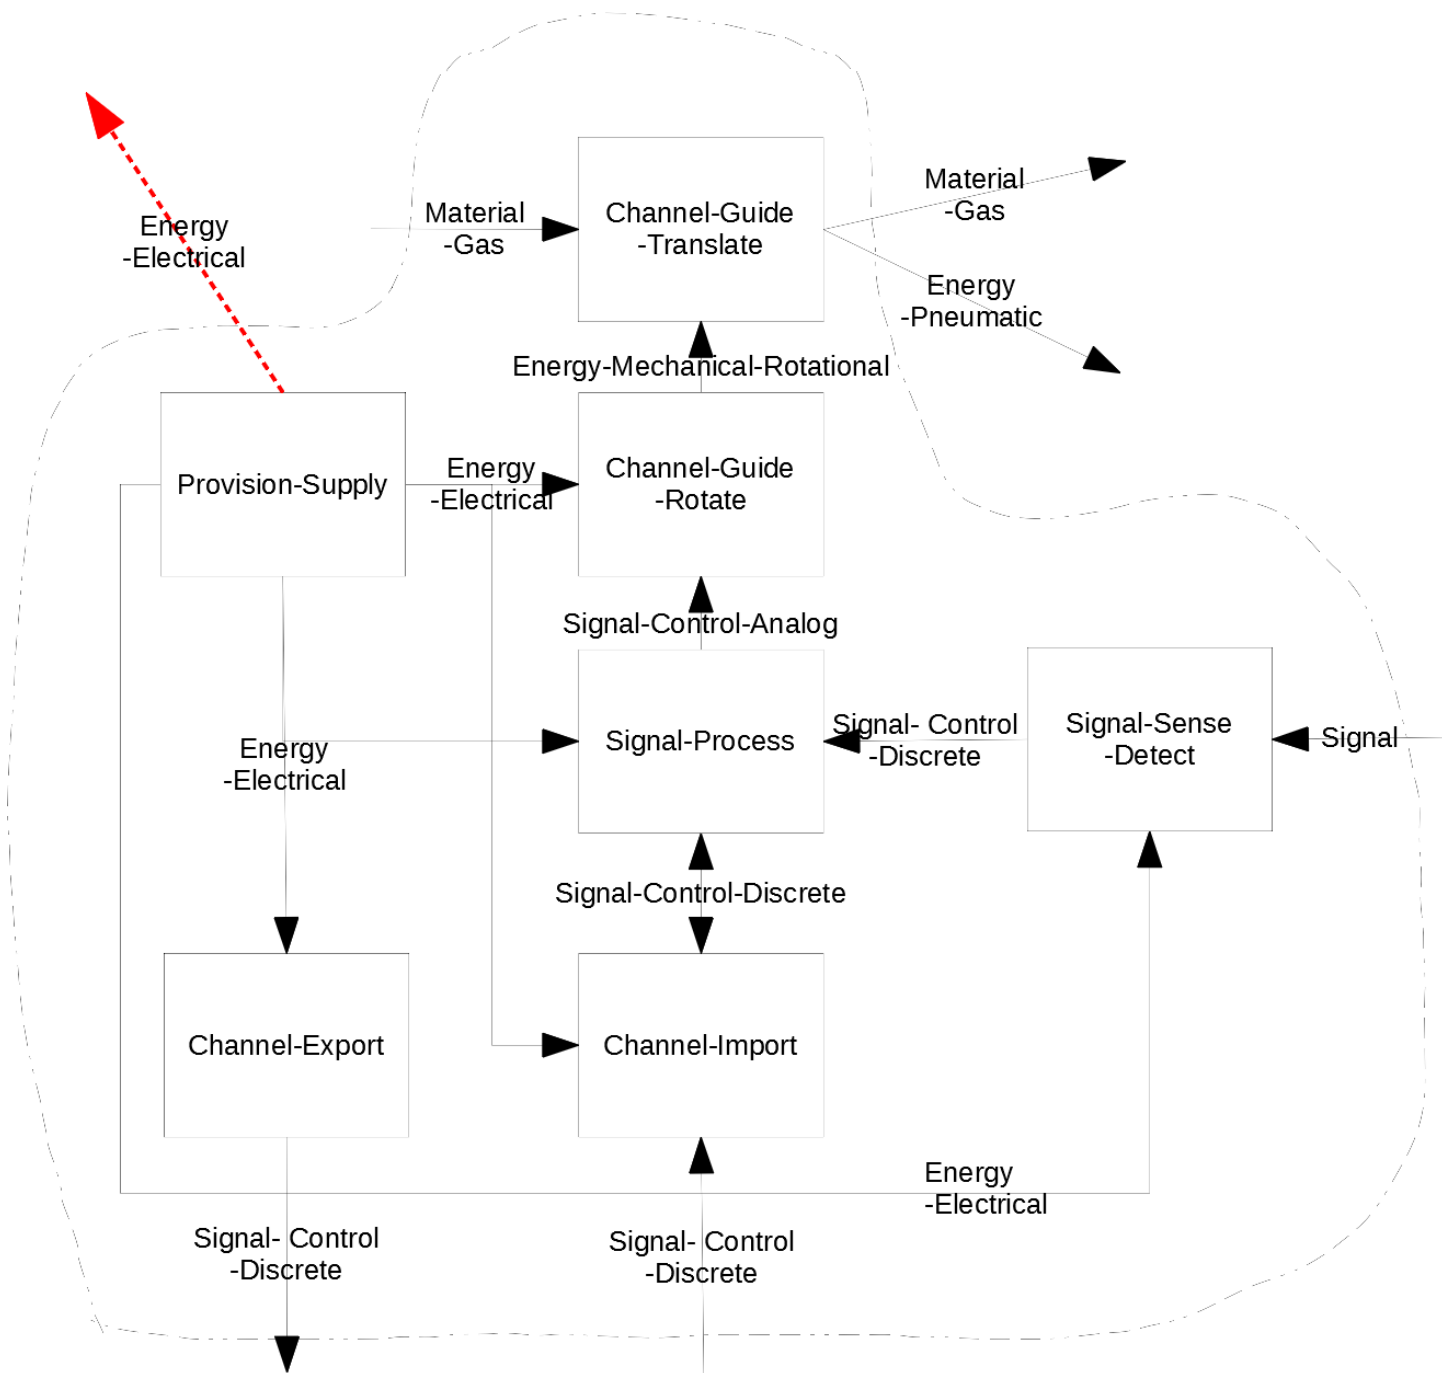 Material
-Gas
Channel-Guide
-Translate
Material
-Gas
Energy
-Electrical
Energy
-Pneumatic
Energy-Mechanical-Rotational
Provision-Supply
Energy
-Electrical
Channel-Guide
-Rotate
Signal-Control-Analog
Energy
-Electrical
Signal-Process
Signal- Control
-Discrete
Signal-Sense
-Detect
Signal
Signal-Control-Discrete
Channel-Export
Channel-Import
Energy
-Electrical
Signal- Control
-Discrete
Signal- Control
-Discrete